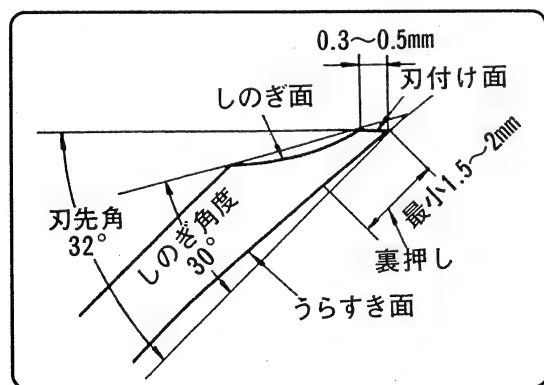 0.3〜0.5mm
刃付け面
しのぎ面
最小1.5〜2mm
刃先角
32°
しのぎ角度
30°
裏押し
うらすき面